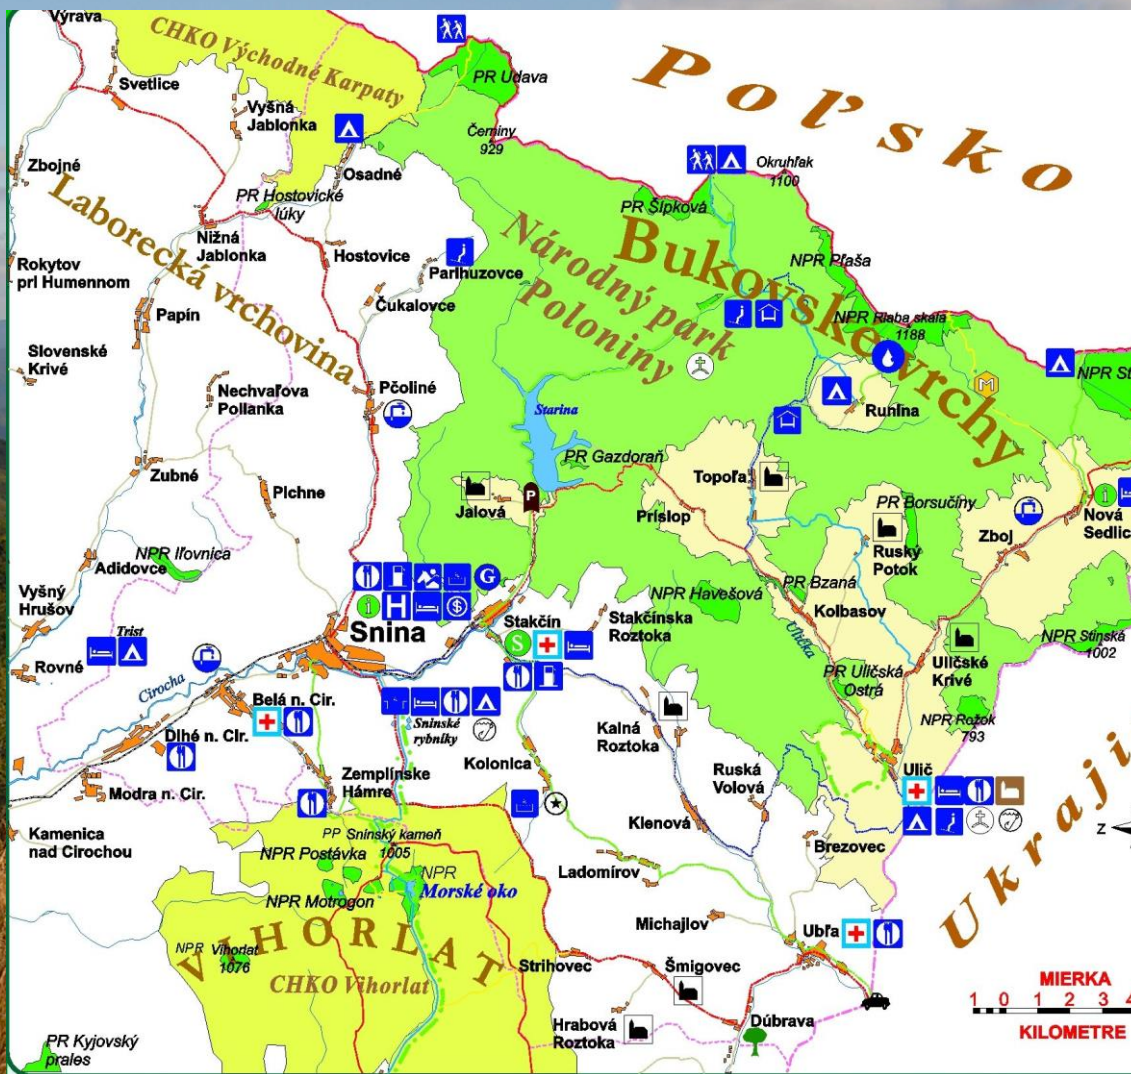 Výrava
CHKO Východné Karpaty
PR Udava
Poľsko
Svetlice
Vyšná
Jablonka
Černiny
929
Zbojné
Osadné
Okruhľak
1100
Laborecká vrchovina
PR Hostovické
lúky
PR Šípková
Národný park
Poloniny
Bukovské vrchy
Nižná
Jablonka
Hostovice
Parihuzovce
NPR Pľaša
Rokytov
pri Humennom
Papín
Čukalovce
NPR Riaba skala
1188
Slovenské
Krivé
Nechvaľova
Polianka
Pčoliné
M
NPR St
Starina
Runina
Zubné
Pichne
PR Gazdoraň
Topoľa
Jalová
P
PR Borsučiny
Príslop
Zboj
i
Nová
Sedlic
NPR Iľovnica
Adidovce
Ruský
Potok
Vyšný
Hrušov
G
i
H
$
NPR Havešová
PR Bzaná
Kolbasov
Snina
Stakčín
Stakčínska
Roztoka
Trist
S
Ulička
Uličské
Krivé
NPR Stinská
1002
Rovné
Cirocha
PR Uličská
Ostrá
Belá n. Cir.
Sninské
rybníky
Kalná
Roztoka
NPR Rožok
793
Dlhé n. Cir.
Kolonica
Ulič
Modra n. Cir.
Zemplínske
Hámre
Ruská
Volová
Ukraji
Kamenica
nad Cirochou
PP Sninský kameň
1005
Klenová
Z
NPR Postávka
Brezovec
NPR
Morské oko
Ladomírov
NPR Motrogon
Michajlov
Ubľa
VIHORLAT
NPR Vihorlat
1076
CHKO Vihorlat
Strihovec
Šmigovec
MIERKA
1 0 1 2 3 4
KILOMETRE
Hrabová
Roztoka
Dúbrava
PR Kyjovský
prales